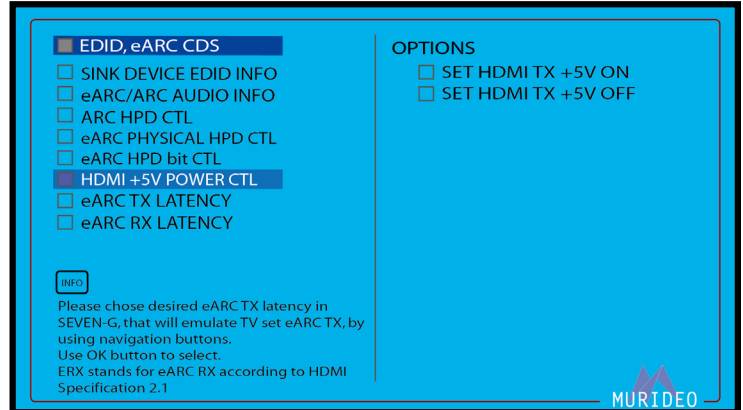 EDID, eARC CDS
SINK DEVICE EDID INFO
eARC/ARC AUDIO INFO
ARC HPD CTL
eARC PHYSICAL HPD CTL
eARC HPD bit CTL
HDMI +5V POWER CTL
eARC TX LATENCY
eARC RX LATENCY
INFO
Please chose desired eARC TX latency in
SEVEN-G, that will emulate TV set eARC TX, by
using navigation buttons.
Use OK button to select.
ERX stands for eARC RX according to HDMI
Specification 2.1
OPTIONS
SET HDMI TX +5V ON
SET HDMI TX +5V OFF
MURIDEO